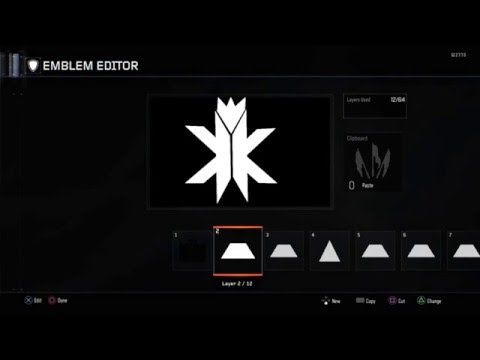 EMBLEM EDITOR
Layers Used 12/64
Clipboard
0 Paste
1 2 3 4 5 6 7
Layer 2 / 12
Edit Done New Copy Cut Change